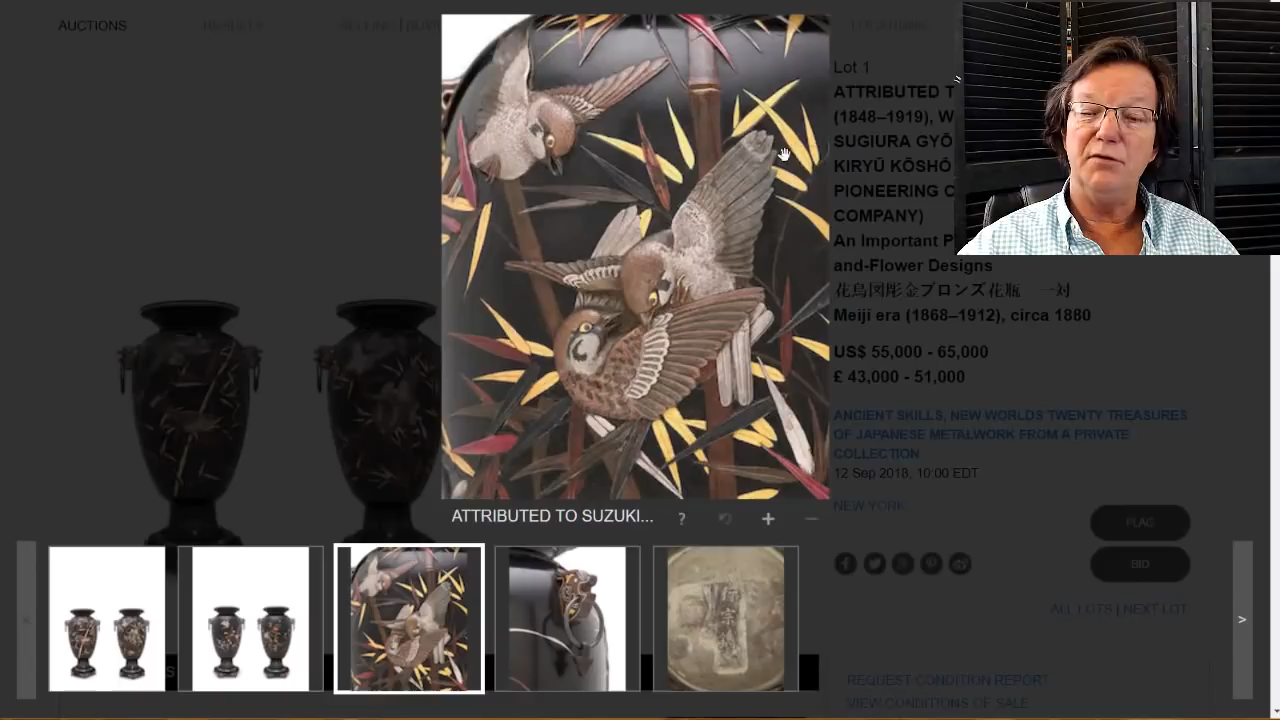 AUCTIONS
Lot 1
ATTRIBUTED T
(1848–1919), W
SUGIURA GYŌ
KIRYŪ KŌSHŌ
PIONEERING C
COMPANY)
An Important P
and-Flower Designs
花鳥図彫金ブロンズ花瓶 一対
Meiji era (1868–1912), circa 1880
US$ 55,000 - 65,000
£ 43,000 - 51,000
ANCIENT SKILLS, NEW WORLDS TWENTY TREASURES
OF JAPANESE METALWORK FROM A PRIVATE
COLLECTION
12 Sep 2018, 10:00 EDT
NEW YORK
FLAG
BID
ALL LOTS | NEXT LOT
REQUEST CONDITION REPORT
VIEW CONDITIONS OF SALE
ATTRIBUTED TO SUZUKI...